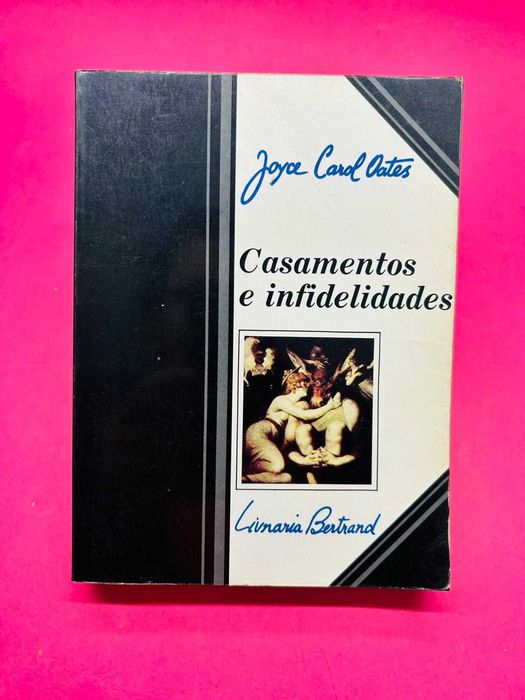 Joyce Carol Oates
Casamentos
e infidelidades
Livraria Bertrand